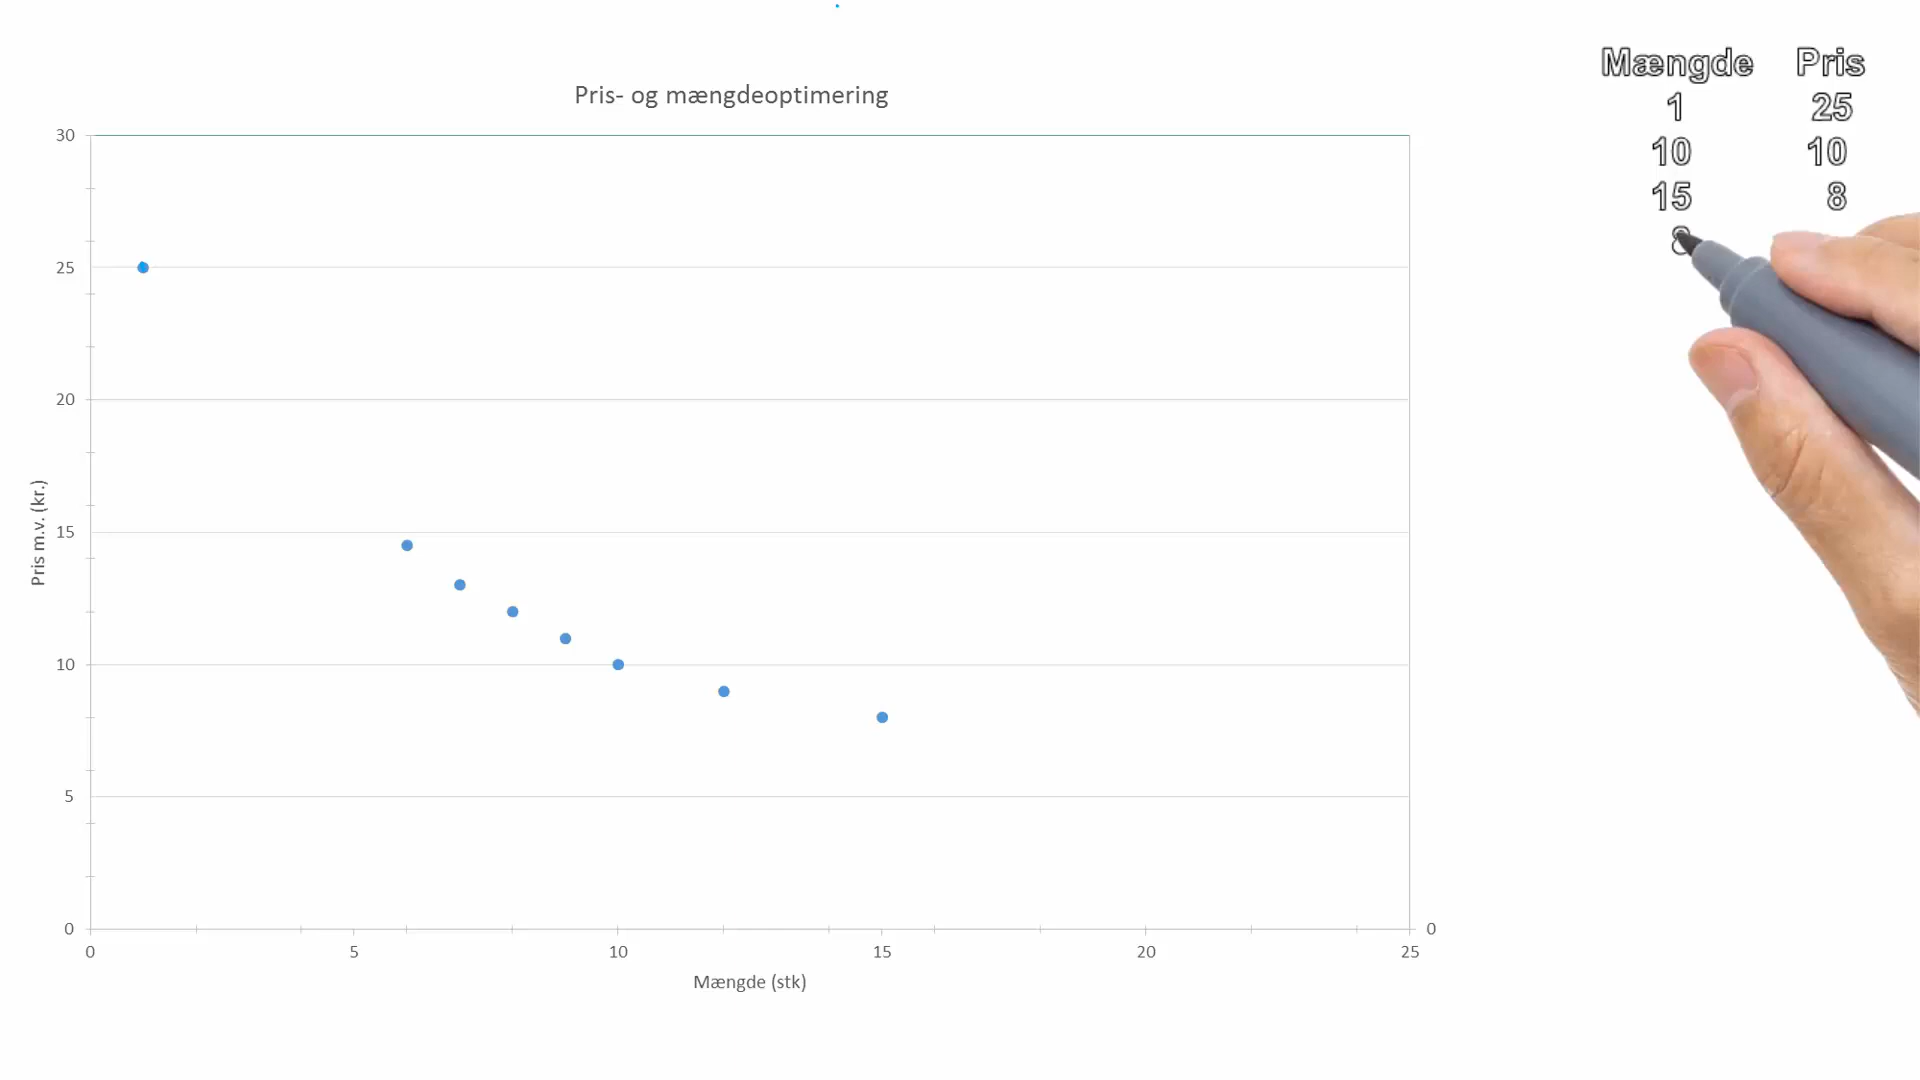 Pris- og mængdeoptimering
30
25
20
15
10
5
0
Pris m.v. (kr.)
0 5 10 15 20 25
0
Mængde (stk)
Mængde Pris
1 25
10 10
15 8
8